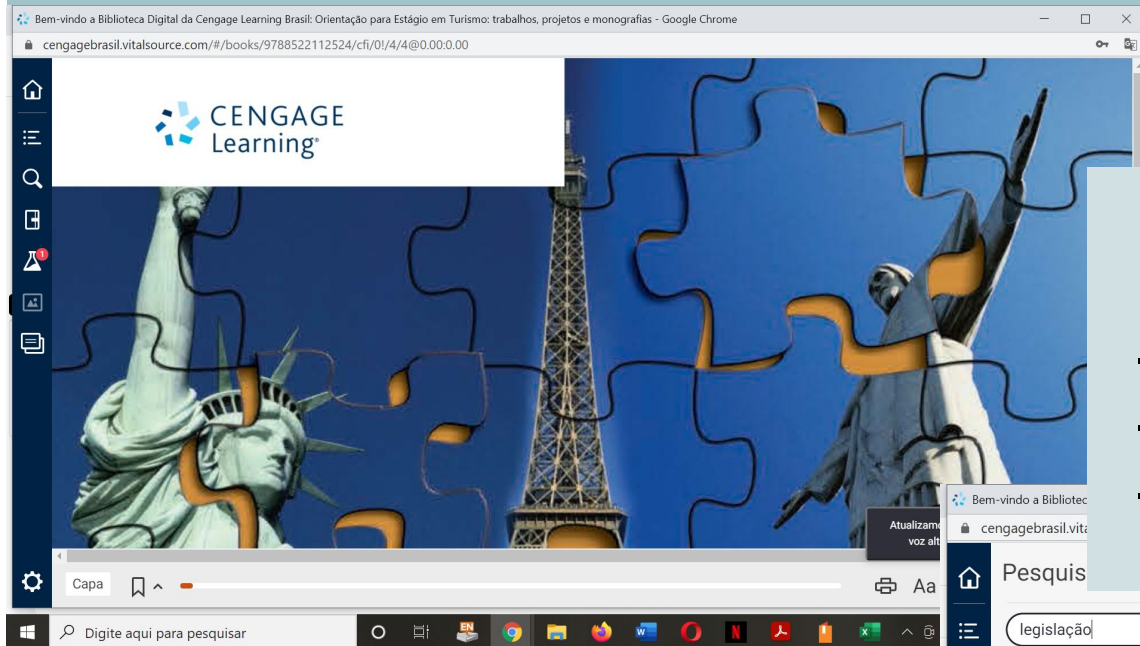 Bem-vindo a Biblioteca Digital da Cengage Learning Brasil: Orientação para Estágio em Turismo: trabalhos, projetos e monografias - Google Chrome
cengagebrasil.vitalsource.com/#/books/9788522112524/cfi/0!/4/4@0.00:0.00
CENGAGE
Learning®
1
Atualizamo
voz alt
Capa
Aa
Bem-vindo a Bibliotec
cengagebrasil.vita
Pesquis
legislação
Digite aqui para pesquisar
EN